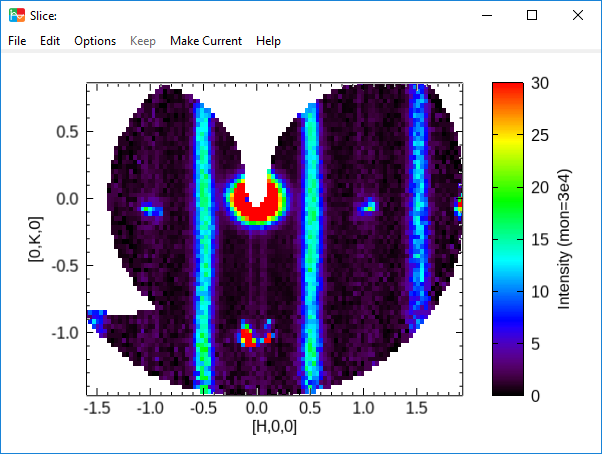 Slice:
File Edit Options Keep Make Current Help
[0,K,0]
0.5
0.0
-0.5
-1.0
-1.5 -1.0 -0.5 0.0 0.5 1.0 1.5
[H,0,0]
30
25
20
15
10
5
0
Intensity (mon=3e4)